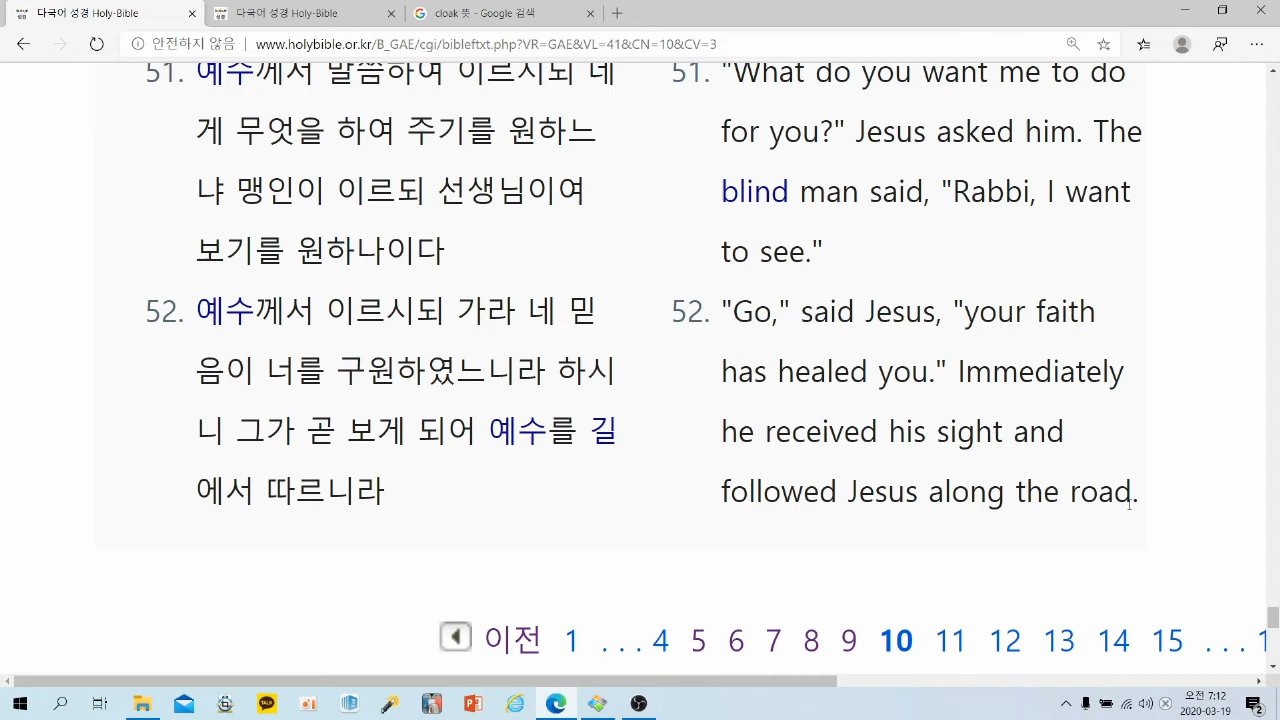 다국어 성경 Holy-Bible
다국어 성경 Holy-Bible
cloak 뜻 - Google 검색
안전하지 않음
www.holybible.or.kr/B_GAE/cgi/bibleftxt.php?VR=GAE&VL=41&CN=10&CV=3
51. 예수께서 말씀하여 이르시되 네
게 무엇을 하여 주기를 원하느
냐 맹인이 이르되 선생님이여
보기를 원하나이다
52. 예수께서 이르시되 가라 네 믿
음이 너를 구원하였느니라 하시
니 그가 곧 보게 되어 예수를 길
에서 따르니라
51. "What do you want me to do
for you?" Jesus asked him. The
blind man said, "Rabbi, I want
to see."
52. "Go," said Jesus, "your faith
has healed you." Immediately
he received his sight and
followed Jesus along the road.
이전 1 ... 4 5 6 7 8 9 10 11 12 13 14 15 ... 1
오전 7:12
2020-03-19